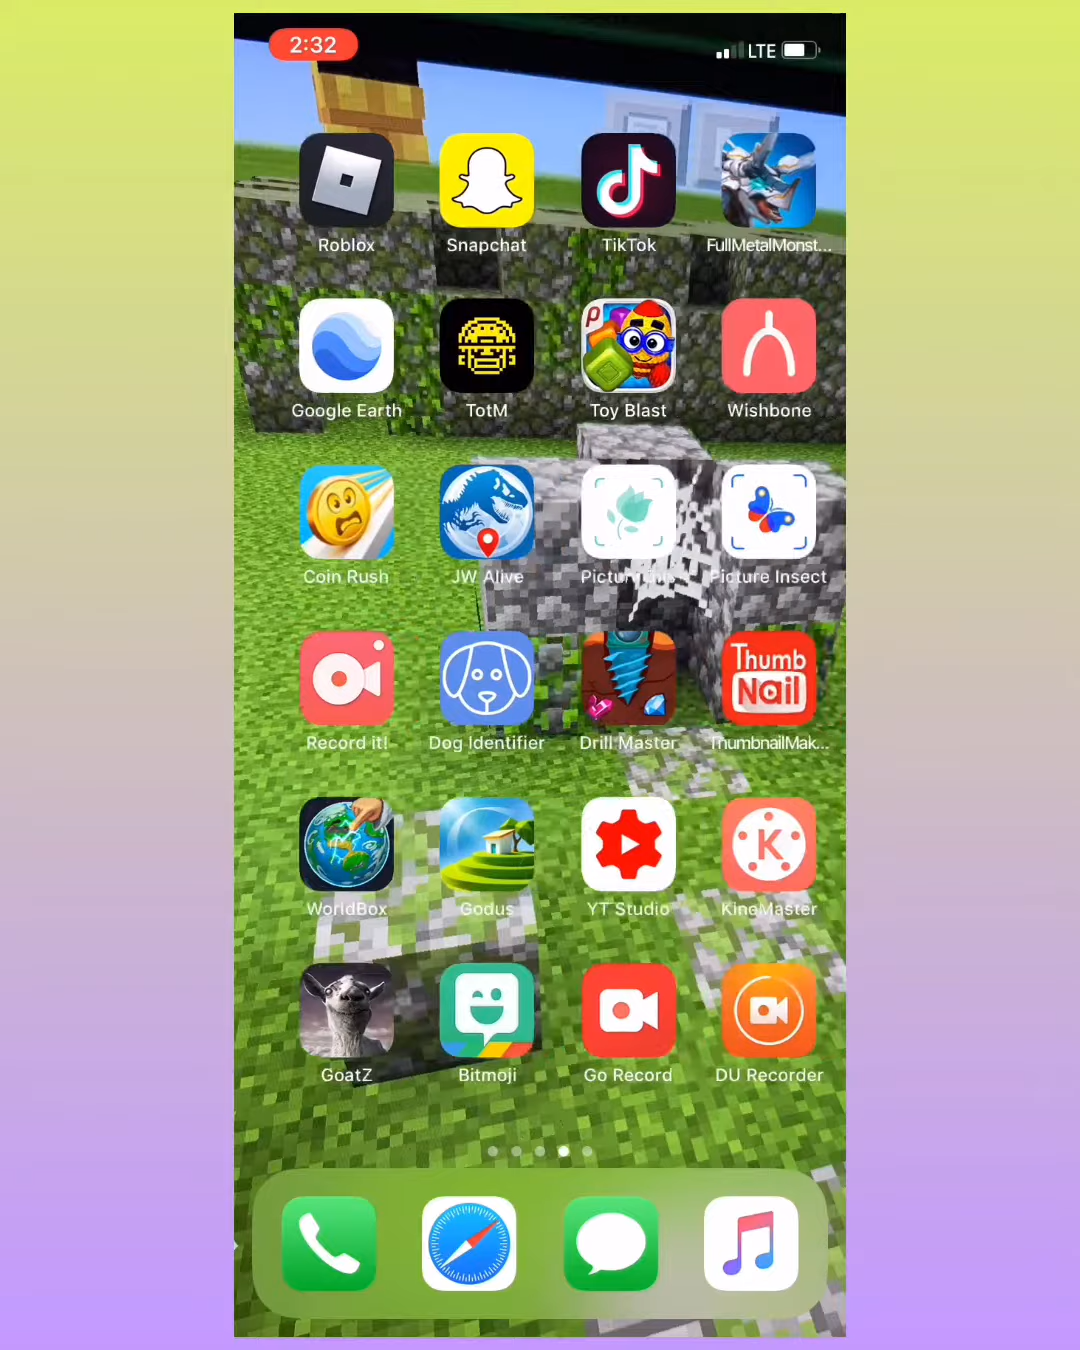 2:32
LTE
Roblox
Snapchat
TikTok
FullMetalMonst...
Google Earth
TotM
Toy Blast
Wishbone
Coin Rush
JW Alive
PictureThis
Picture Insect
Thumb
Nail
Record it!
Dog Identifier
Drill Master
ThumbnailMak...
K
WorldBox
Godus
YT Studio
KineMaster
GoatZ
Bitmoji
Go Record
DU Recorder